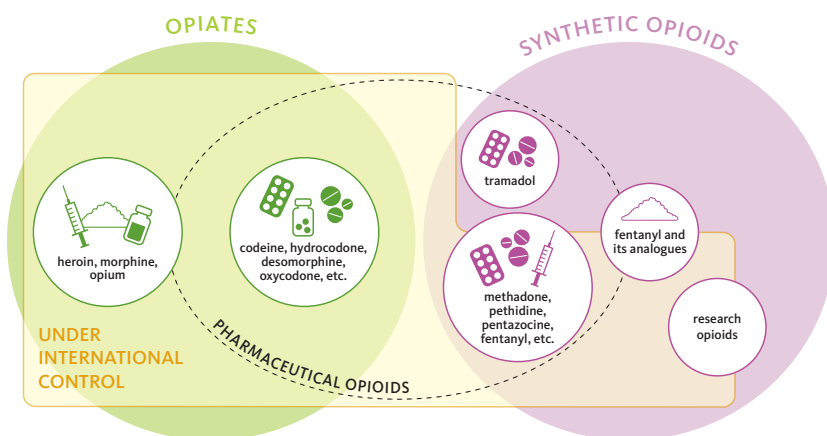 OPIATES
SYNTHETIC OPIOIDS
tramadol
heroin, morphine,
opium
codeine, hydrocodone,
desomorphine,
oxycodone, etc.
fentanyl and
its analogues
methadone,
pethidine,
pentazocine,
fentanyl, etc.
research
opioids
UNDER
INTERNATIONAL
CONTROL
PHARMACEUTICAL OPIOIDS